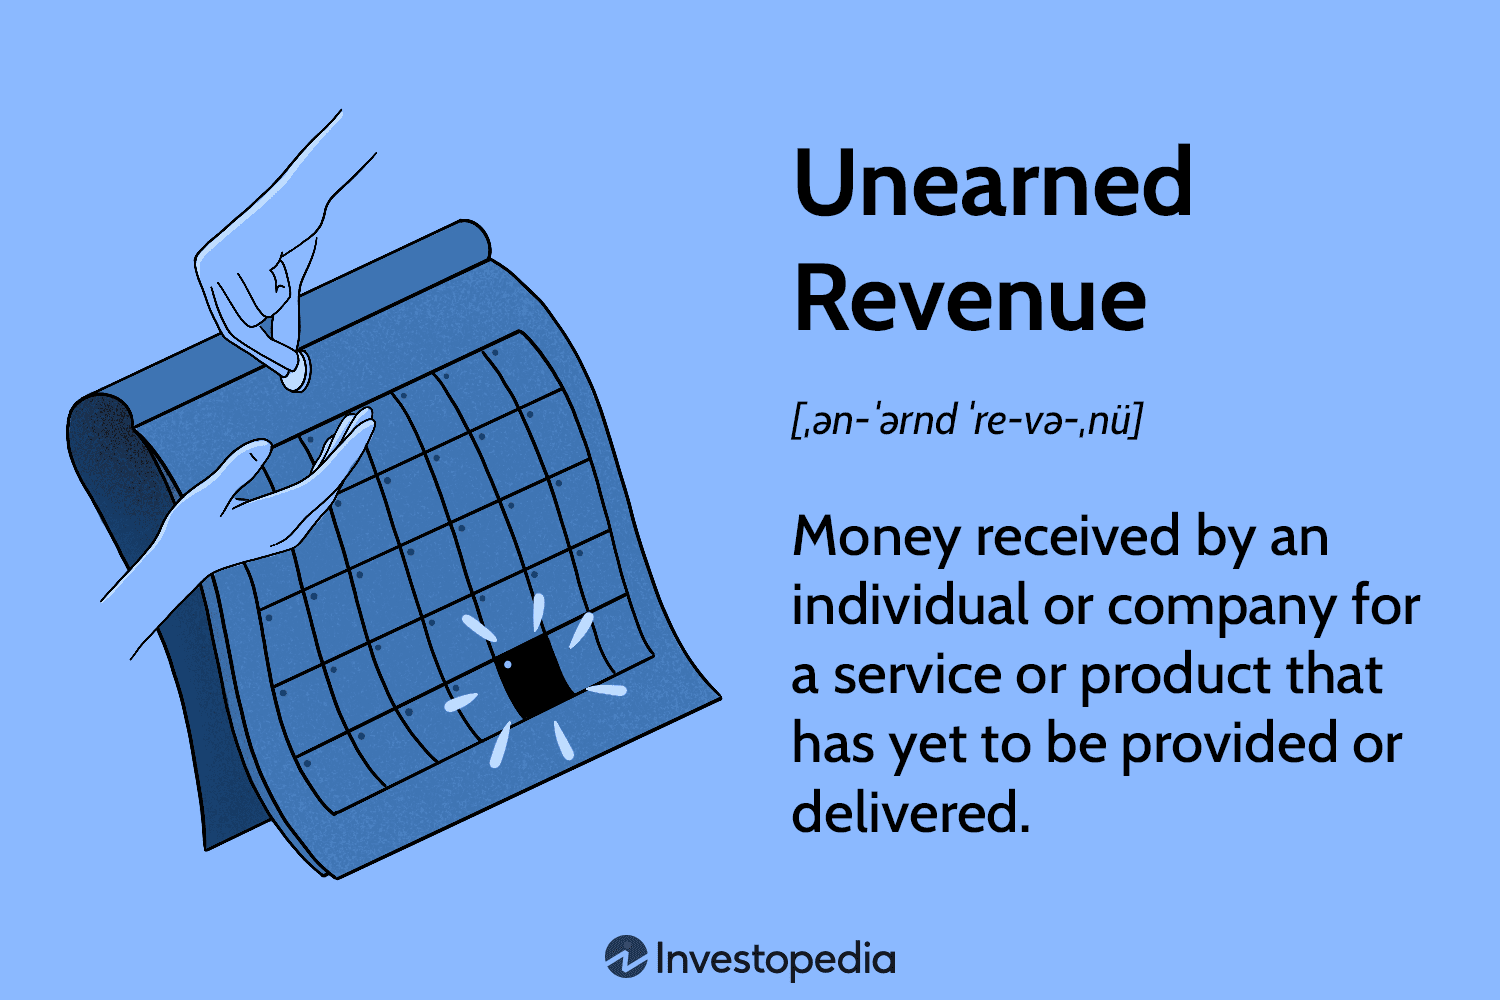 Unearned
Revenue
[ˌən-ˈərnd ˈre-və-ˌnü]
Money received by an
individual or company for
a service or product that
has yet to be provided or
delivered.
Investopedia